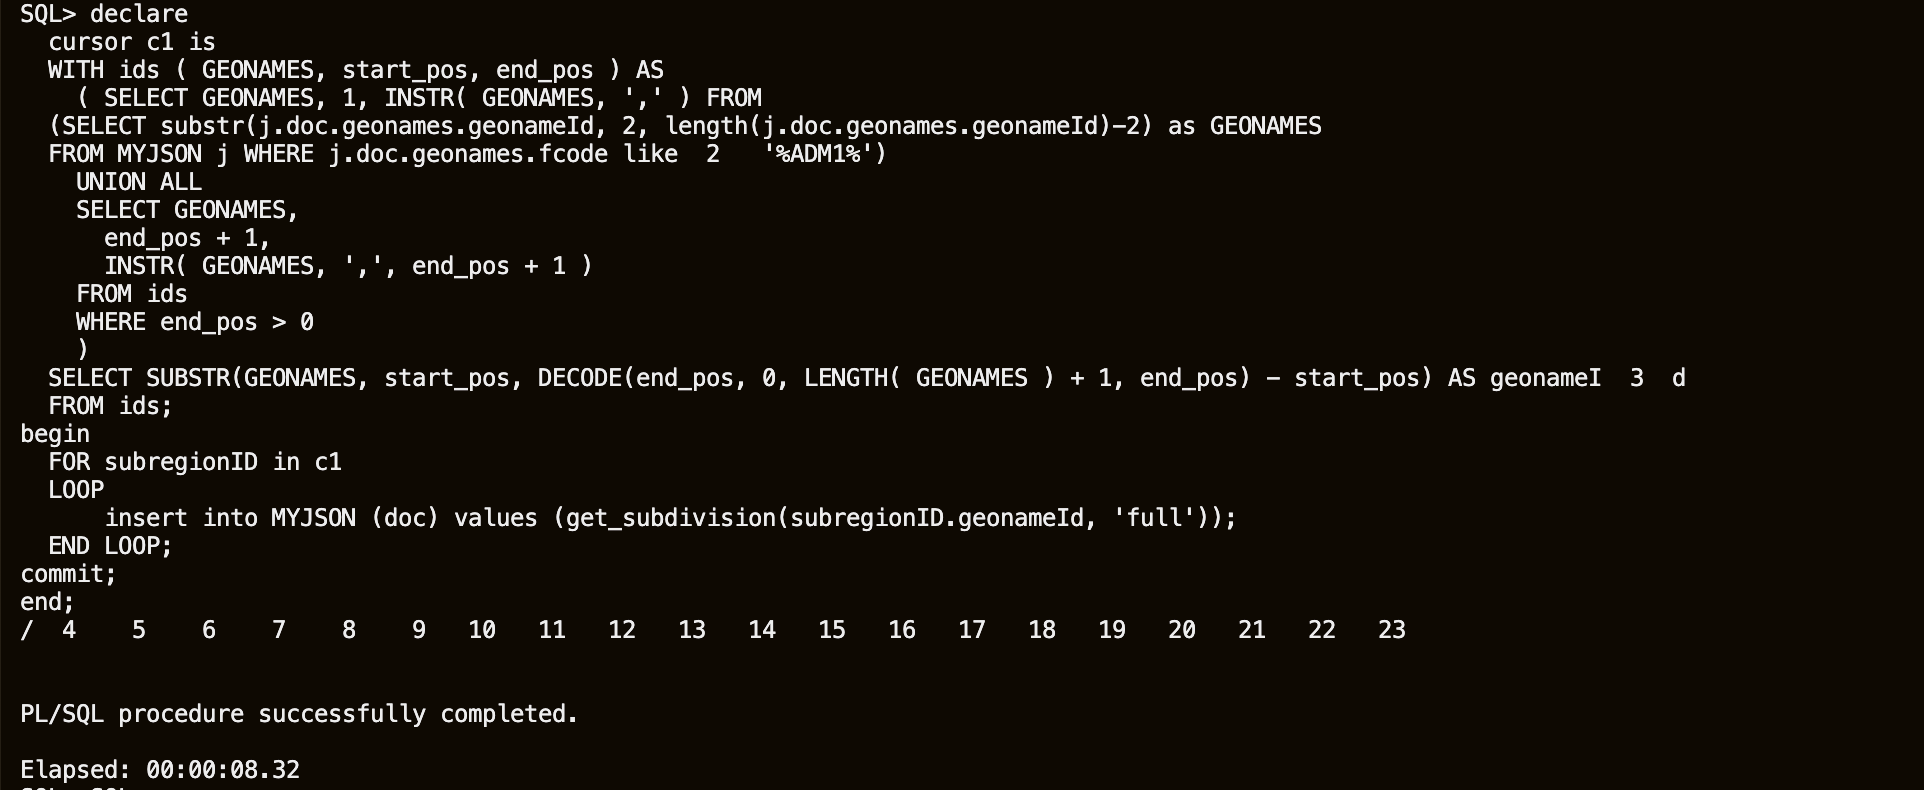 SQL> declare
  cursor c1 is
  WITH ids ( GEONAMES, start_pos, end_pos ) AS
    ( SELECT GEONAMES, 1, INSTR( GEONAMES, ',' ) FROM
  (SELECT substr(j.doc.geonames.geonameId, 2, length(j.doc.geonames.geonameId)-2) as GEONAMES
  FROM MYJSON j WHERE j.doc.geonames.fcode like  2   '%ADM1%')
    UNION ALL
    SELECT GEONAMES,
      end_pos + 1,
      INSTR( GEONAMES, ',', end_pos + 1 )
    FROM ids
    WHERE end_pos > 0
    )
  SELECT SUBSTR(GEONAMES, start_pos, DECODE(end_pos, 0, LENGTH( GEONAMES ) + 1, end_pos) - start_pos) AS geonameI  3  d
  FROM ids;
begin
  FOR subregionID in c1
  LOOP
      insert into MYJSON (doc) values (get_subdivision(subregionID.geonameId, 'full'));
  END LOOP;
commit;
end;
/  4    5    6    7    8    9   10   11   12   13   14   15   16   17   18   19   20   21   22   23
PL/SQL procedure successfully completed.
Elapsed: 00:00:08.32